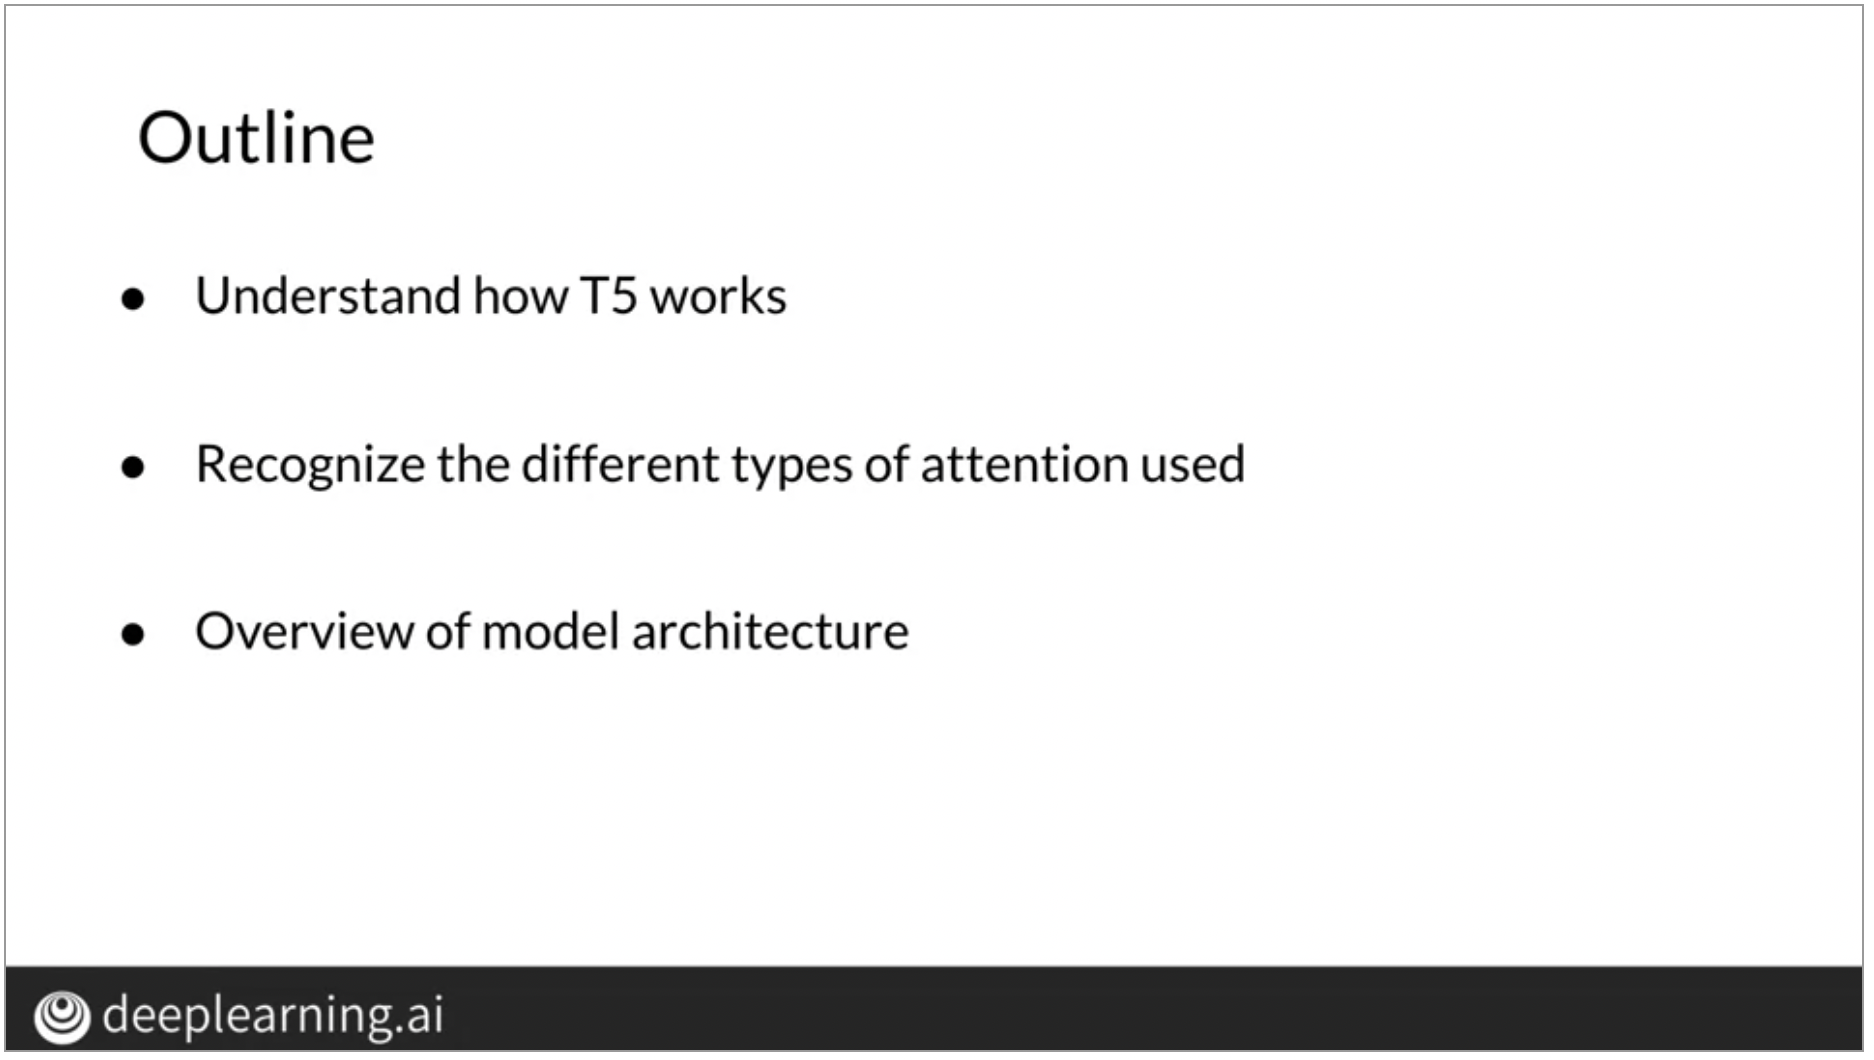 Outline
● Understand how T5 works
● Recognize the different types of attention used
● Overview of model architecture
deeplearning.ai